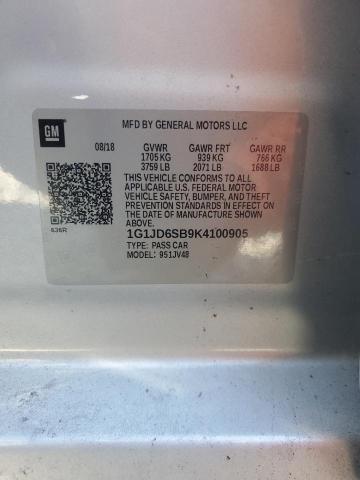 GM
MFD BY GENERAL MOTORS LLC
08/18 GVWR GAWR FRT GAWR RR
1705 KG 939 KG 766 KG
3759 LB 2071 LB 1688 LB
THIS VEHICLE CONFORMS TO ALL
APPLICABLE U.S. FEDERAL MOTOR
VEHICLE SAFETY, BUMPER, AND THEFT
PREVENTION STANDARDS IN EFFECT ON
THE DATE OF MANUFACTURE SHOWN ABOVE.
1G1JD6SB9K4100905
636R
TYPE: PASS CAR
MODEL: 951JV48